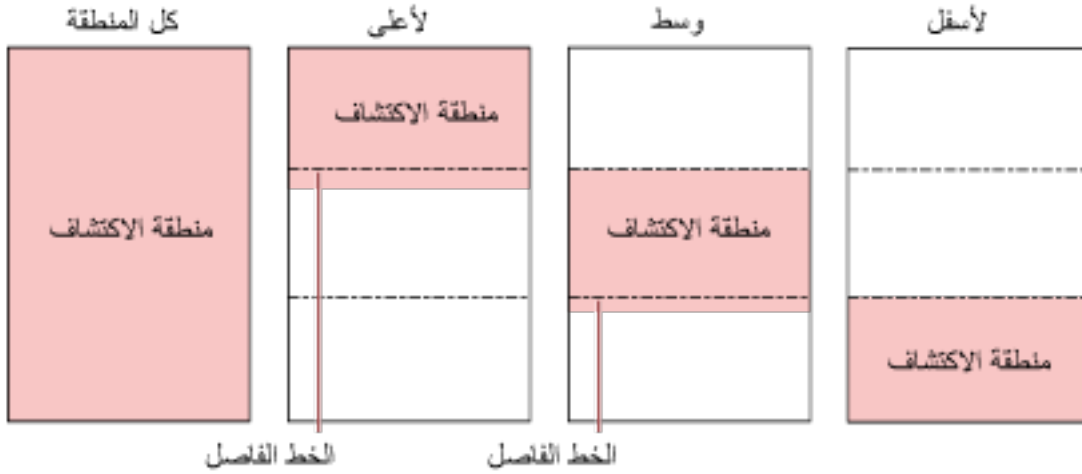 كل المنطقة
لأعلى
وسط
لأسفل
منطقة الاكتشاف
منطقة الاكتشاف
منطقة الاكتشاف
منطقة الاكتشاف
الخط الفاصل
الخط الفاصل